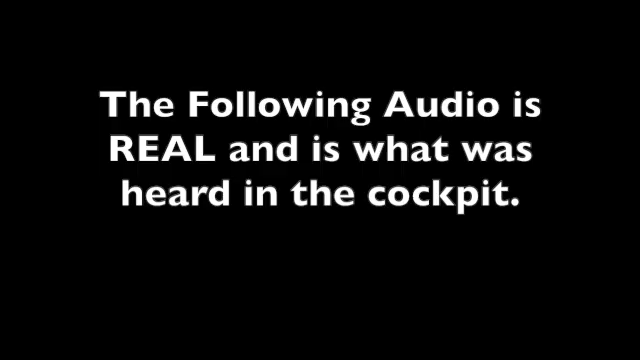 The Following Audio is
REAL and is what was
heard in the cockpit.